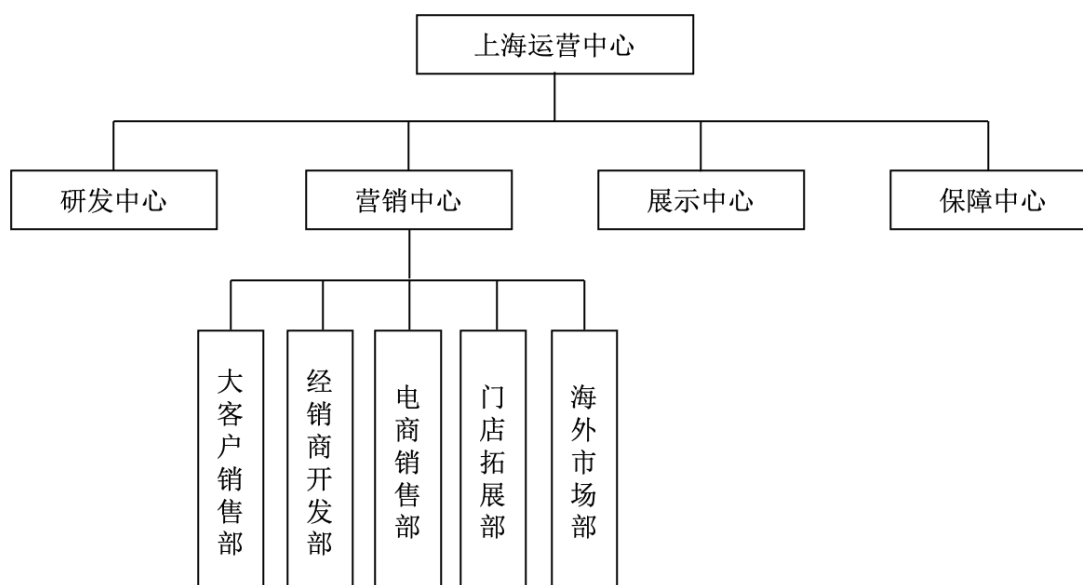 上海运营中心
研发中心
营销中心
展示中心
保障中心
大客户销售部
经销商开发部
电商销售部
门店拓展部
海外市场部